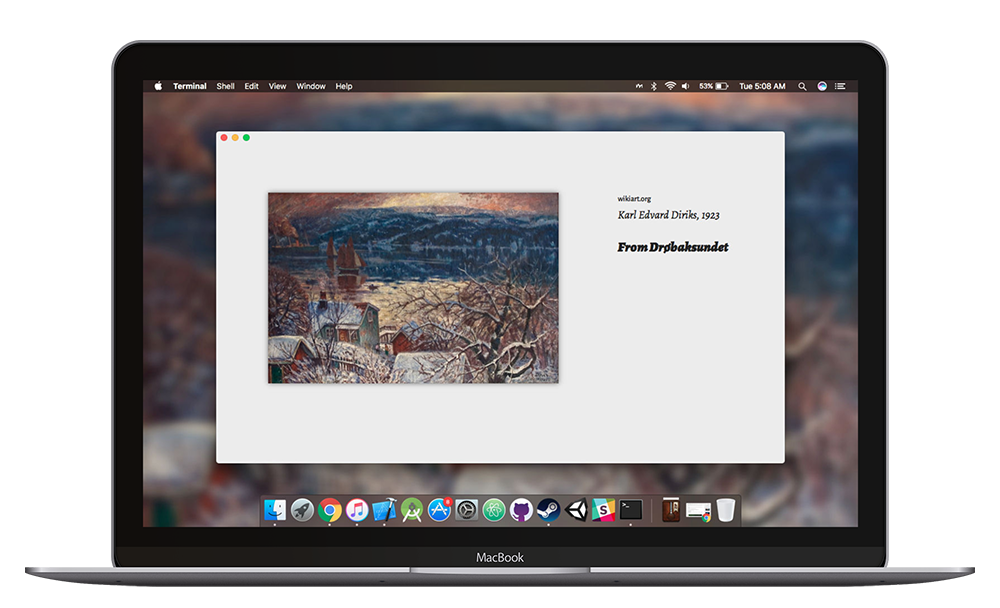 Terminal Shell Edit View Window Help 53% Tue 5:08 AM
wikiart.org
Karl Edvard Diriks, 1923
From Drøbaksundet
MacBook